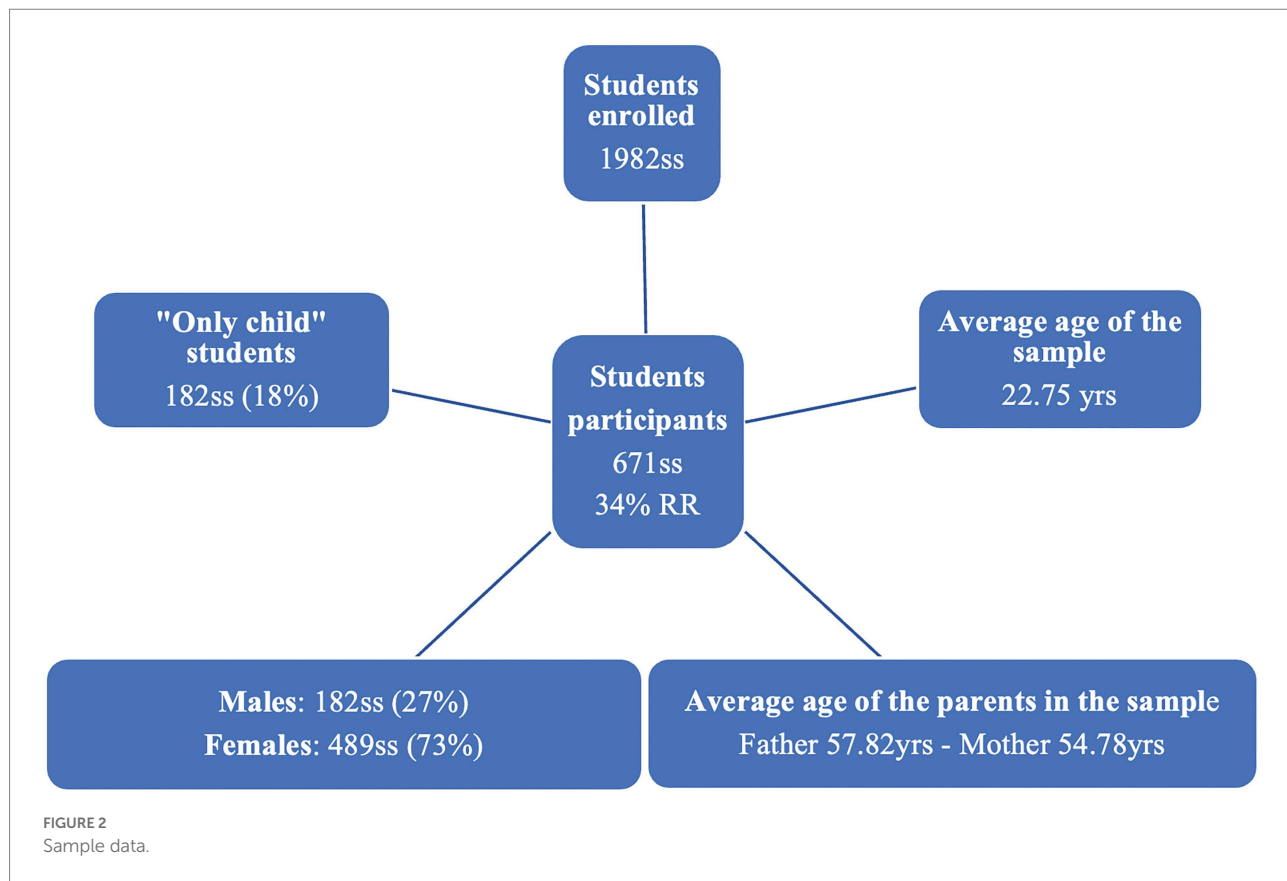 Students
enrolled
1982ss
"Only child"
students
182ss (18%)
Average age of the
sample
22.75 yrs
Students
participants
671ss
34% RR
Males: 182ss (27%)
Females: 489ss (73%)
Average age of the parents in the sample
Father 57.82yrs - Mother 54.78yrs
FIGURE 2
Sample data.